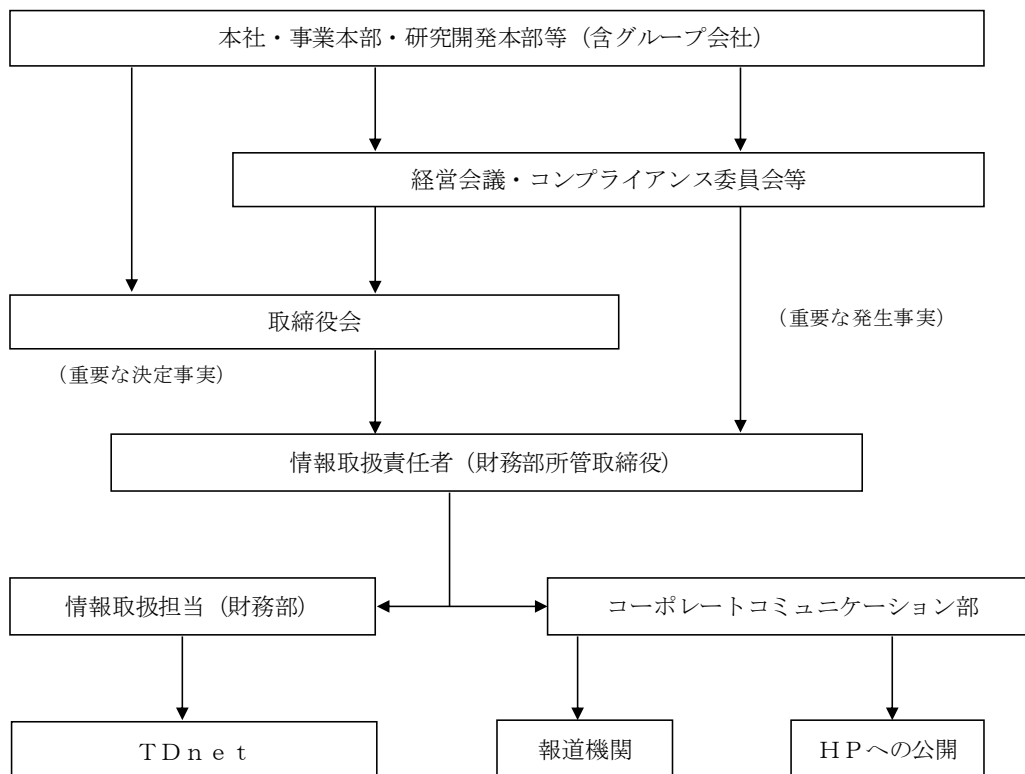 本社・事業本部・研究開発本部等（含グループ会社）
経営会議・コンプライアンス委員会等
取締役会
（重要な発生事実）
（重要な決定事実）
情報取扱責任者（財務部所管取締役）
情報取扱担当（財務部）
コーポレートコミュニケーション部
ＴＤｎｅｔ
報道機関
ＨＰへの公開